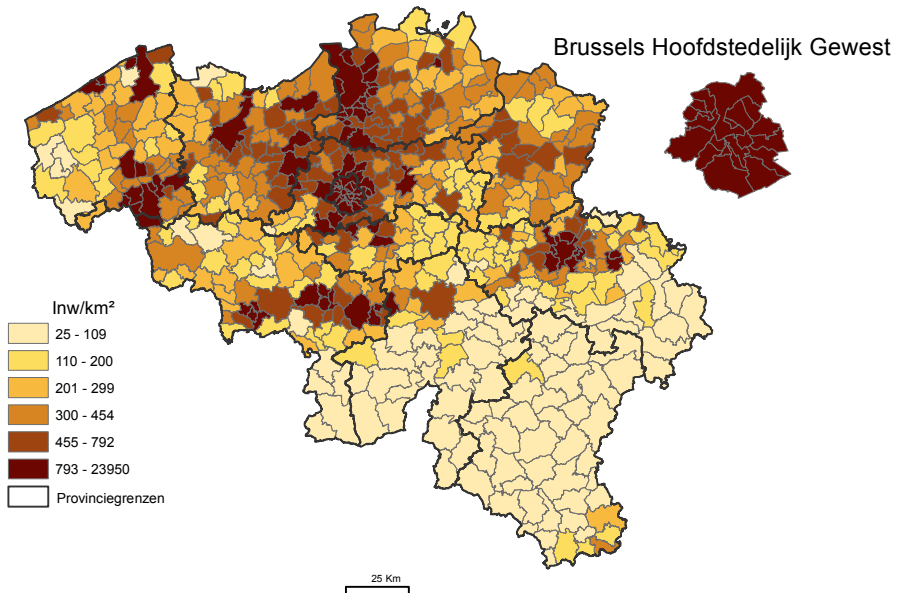 Brussels Hoofdstedelijk Gewest
Inw/km²
25 - 109
110 - 200
201 - 299
300 - 454
455 - 792
793 - 23950
Provinciegrenzen
25 Km